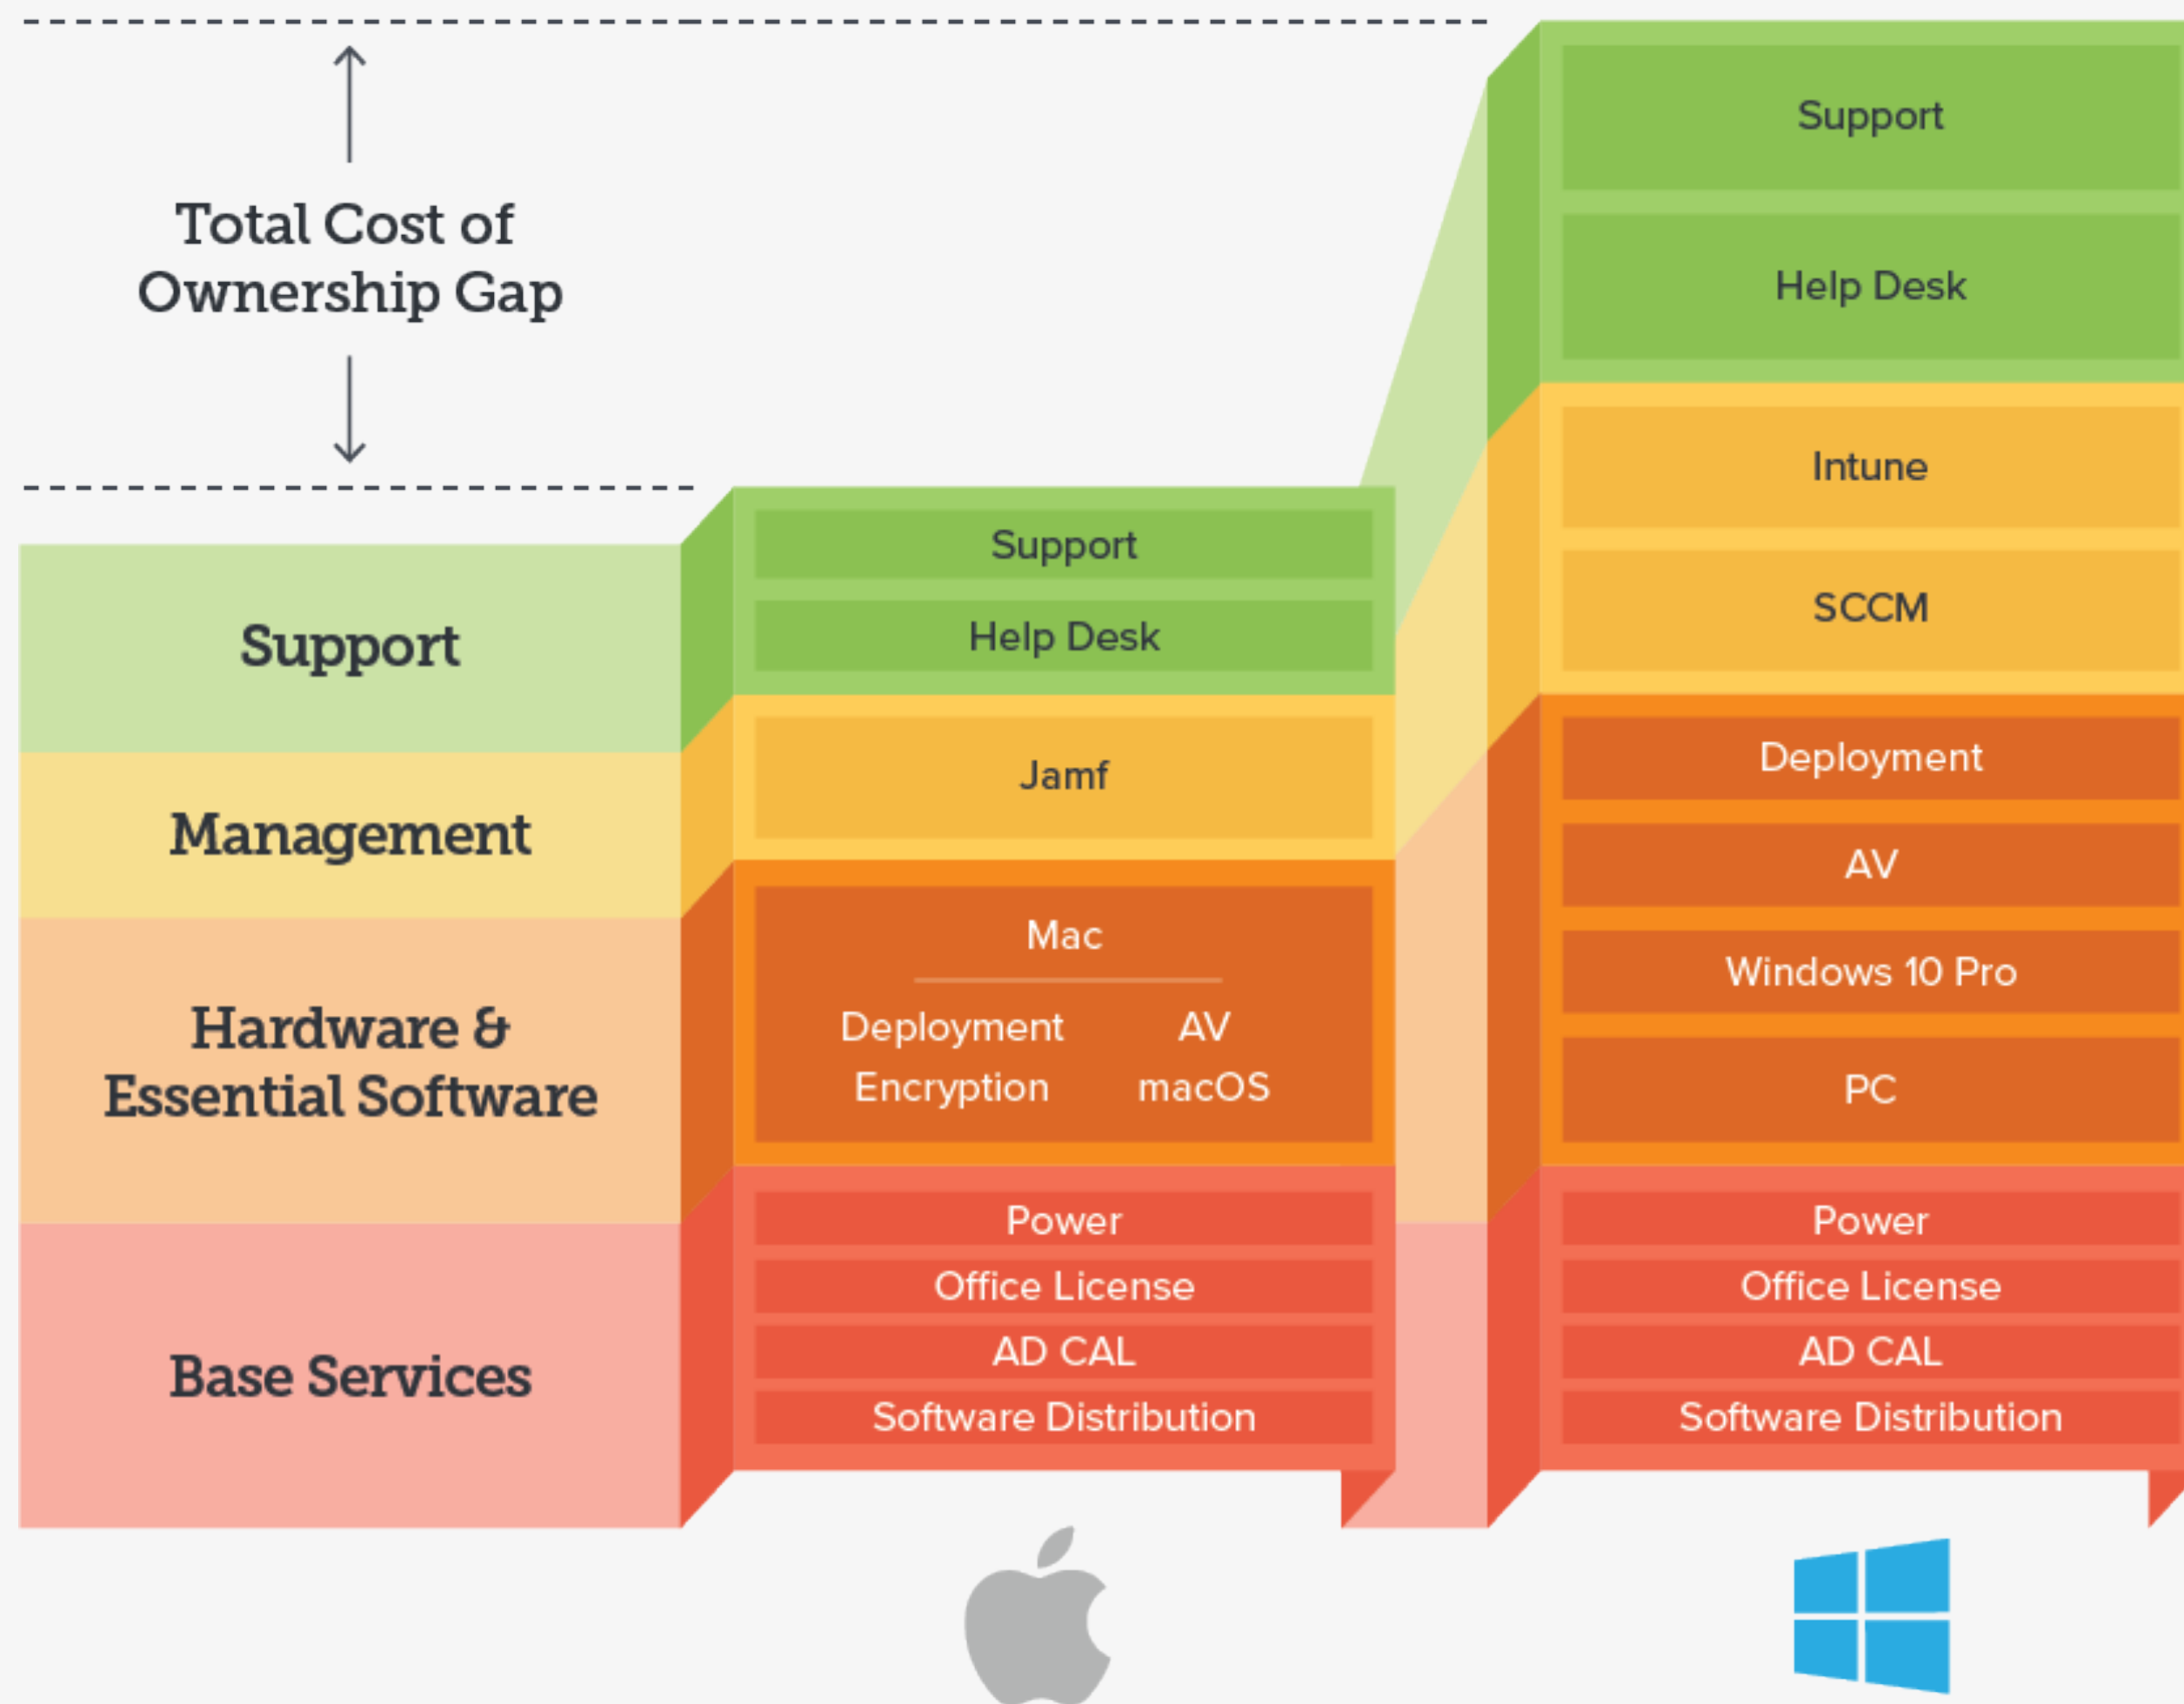 Total Cost of
Ownership Gap
Support
Management
Hardware &
Essential Software
Base Services
Support
Help Desk
Jamf
Mac
Deployment AV
Encryption macOS
Power
Office License
AD CAL
Software Distribution
Support
Help Desk
Intune
SCCM
Deployment
AV
Windows 10 Pro
PC
Power
Office License
AD CAL
Software Distribution